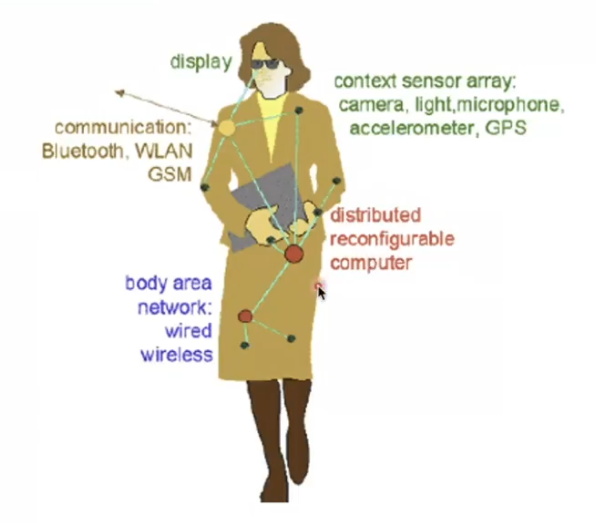 display
context sensor array:
camera, light,microphone,
accelerometer, GPS
communication:
Bluetooth, WLAN
GSM
distributed
reconfigurable
computer
body area
network:
wired
wireless